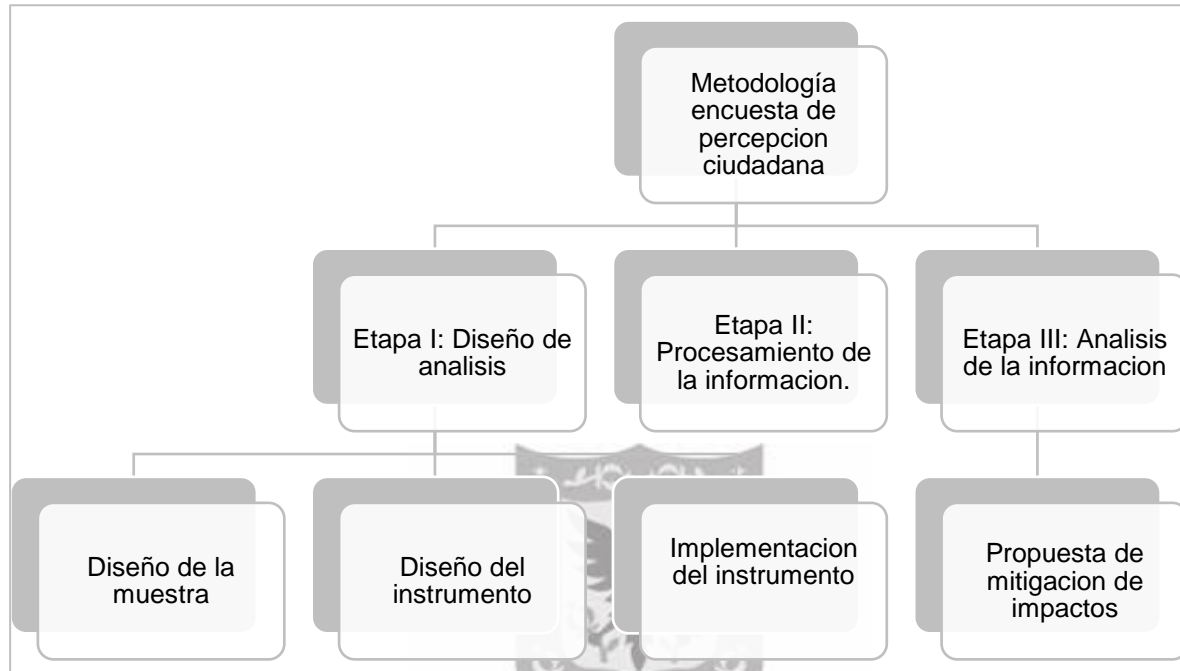 Metodología
encuesta de
percepcion
ciudadana
Etapa I: Diseño de
analisis
Etapa II:
Procesamiento de
la informacion.
Etapa III: Analisis
de la informacion
Diseño de la
muestra
Diseño del
instrumento
Implementacion
del instrumento
Propuesta de
mitigacion de
impactos